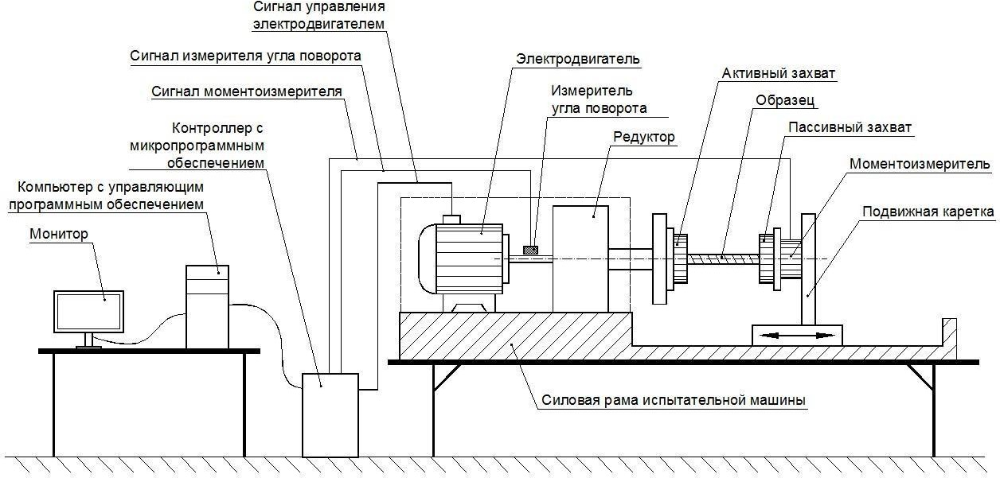 Сигнал управления
электродвигателем
Сигнал измерителя угла поворота
Сигнал моментоизмерителя
Контроллер с
микропрограммным
обеспечением
Компьютер с управляющим
программным обеспечением
Монитор
Электродвигатель
Измеритель
угла поворота
Редуктор
Активный захват
Образец
Пассивный захват
Моментоизмеритель
Подвижная каретка
Силовая рама испытательной машины